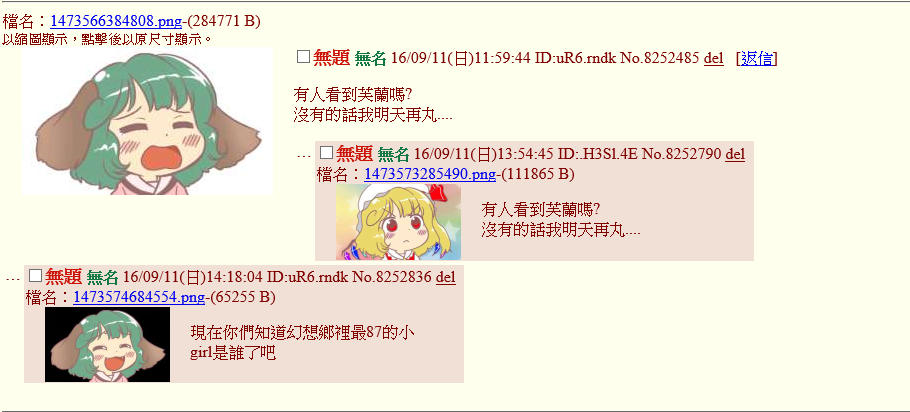 檔名：1473566384808.png-(284771 B)
以縮圖顯示，點擊後以原尺寸顯示。
無題 無名 16/09/11(日)11:59:44 ID:uR6.rndk No.8252485 del [返信]
有人看到芙蘭嗎?
沒有的話我明天再丸....
… 無題 無名 16/09/11(日)13:54:45 ID:.H3Sl.4E No.8252790 del
檔名：1473573285490.png-(111865 B)
有人看到芙蘭嗎?
沒有的話我明天再丸....
… 無題 無名 16/09/11(日)14:18:04 ID:uR6.rndk No.8252836 del
檔名：1473574684554.png-(65255 B)
現在你們知道幻想鄉裡最87的小
girl是誰了吧